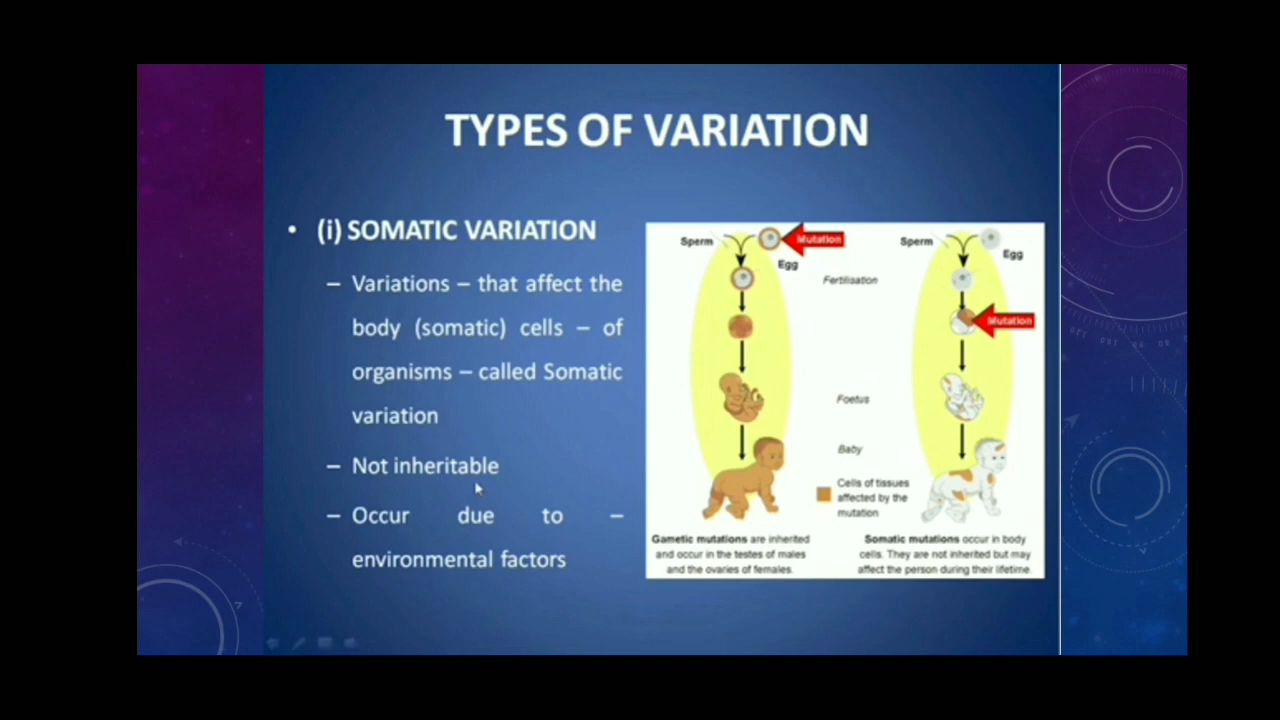 TYPES OF VARIATION
• (i) SOMATIC VARIATION
– Variations – that affect the
body (somatic) cells – of
organisms – called Somatic
variation
– Not inheritable
– Occur due to –
environmental factors
Sperm
Mutation
Egg
Fertilisation
Sperm
Egg
Mutation
Foetus
Baby
Cells of tissues
affected by the
mutation
Gametic mutations are inherited
and occur in the testes of males
and the ovaries of females.
Somatic mutations occur in body
cells. They are not inherited but may
affect the person during their lifetime.